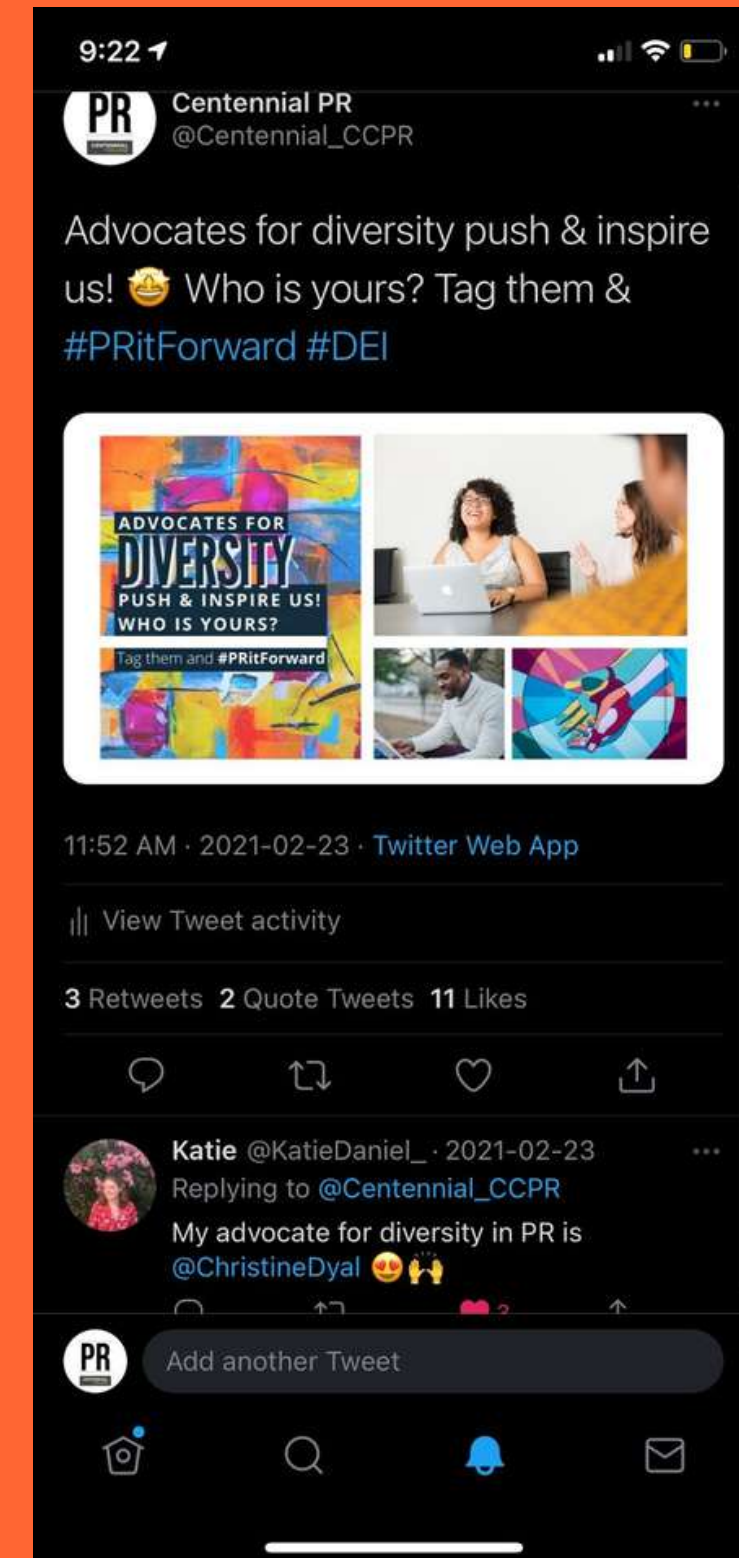 9:22
PR
Centennial PR
@Centennial_CCPR
Advocates for diversity push & inspire
us! 🤩 Who is yours? Tag them &
#PRitForward #DEI
ADVOCATES FOR
DIVERSITY
PUSH & INSPIRE US!
WHO IS YOURS?
Tag them and #PRitForward
11:52 AM · 2021-02-23 · Twitter Web App
View Tweet activity
3 Retweets 2 Quote Tweets 11 Likes
Katie @KatieDaniel_ · 2021-02-23
Replying to @Centennial_CCPR
My advocate for diversity in PR is
@ChristineDyal 😍🙌
3
PR
Add another Tweet